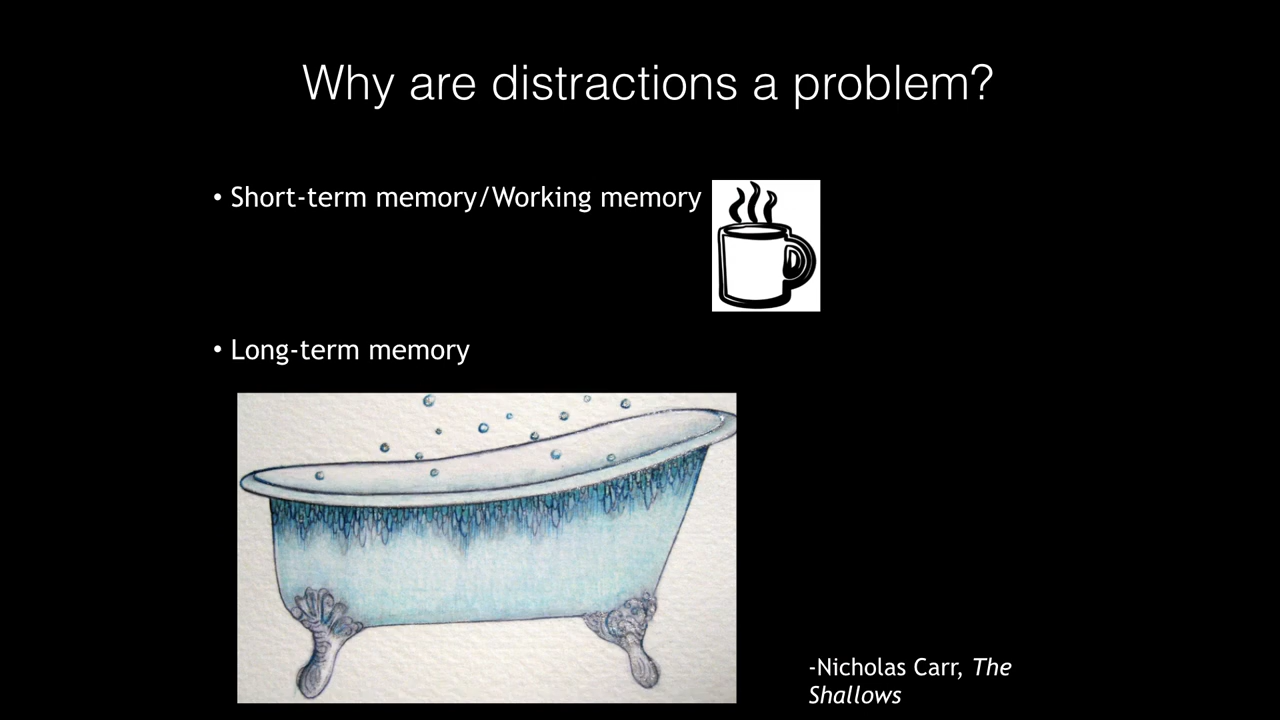 Why are distractions a problem?
• Short-term memory/Working memory
• Long-term memory
-Nicholas Carr, The
Shallows